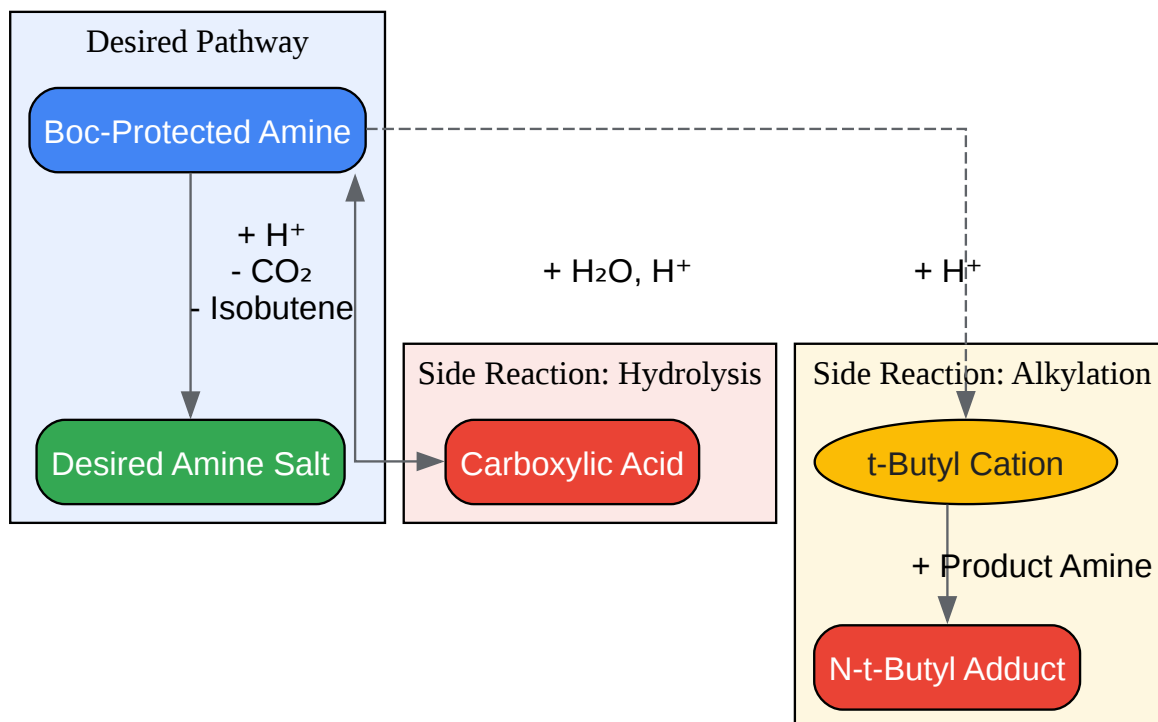 Desired Pathway
Boc-Protected Amine
+ H⁺
- CO₂
- Isobutene
+ H₂O, H⁺
+ H⁺
Side Reaction: Hydrolysis
Side Reaction: Alkylation
Desired Amine Salt
Carboxylic Acid
t-Butyl Cation
+ Product Amine
N-t-Butyl Adduct